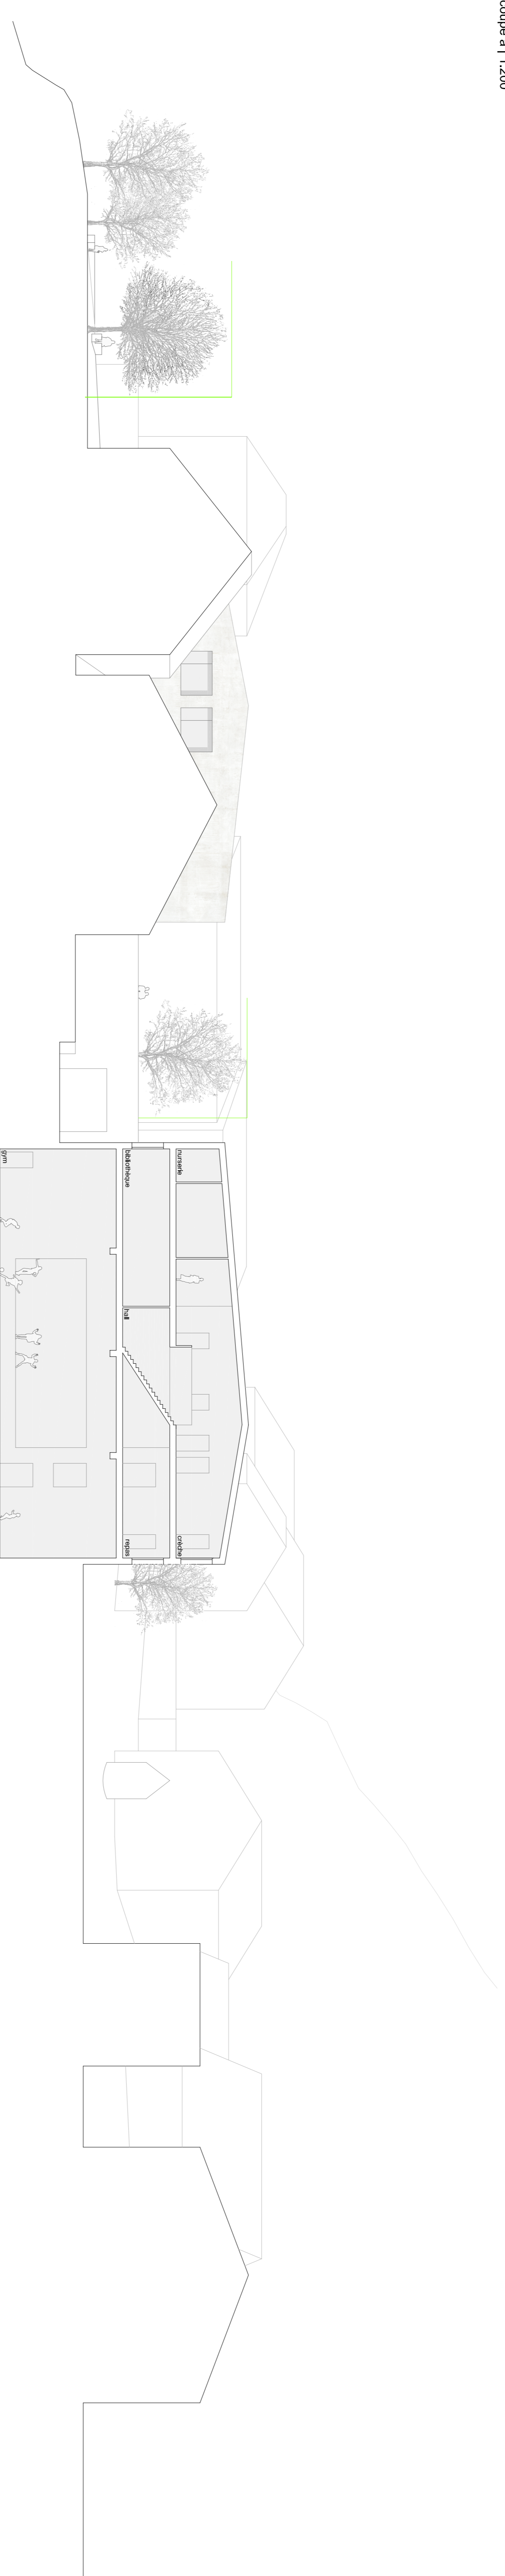 coupe a | 1:200
nurserie
bibliothèque
hall
crèche
repas
gym